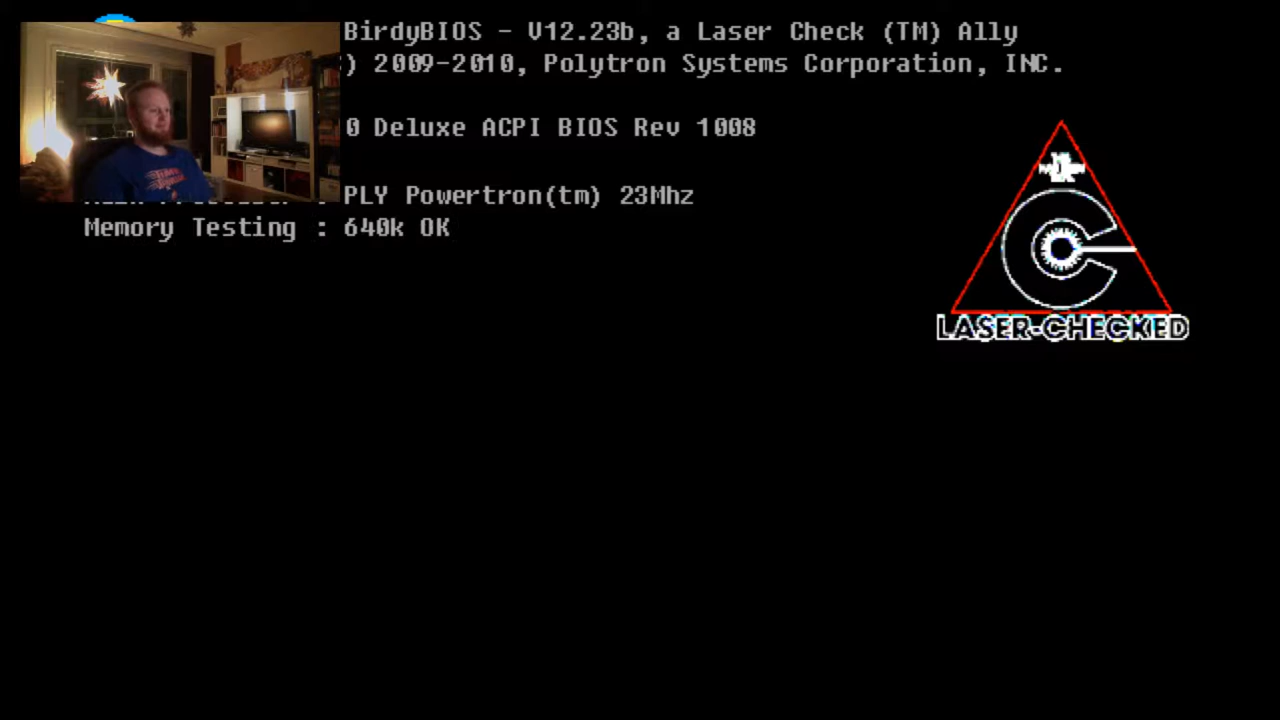 BirdyBIOS - V12.23b, a Laser Check (TM) Ally
) 2009-2010, Polytron Systems Corporation, INC.
0 Deluxe ACPI BIOS Rev 1008
PLY Powertron(tm) 23Mhz
Memory Testing : 640k OK
LASER-CHECKED